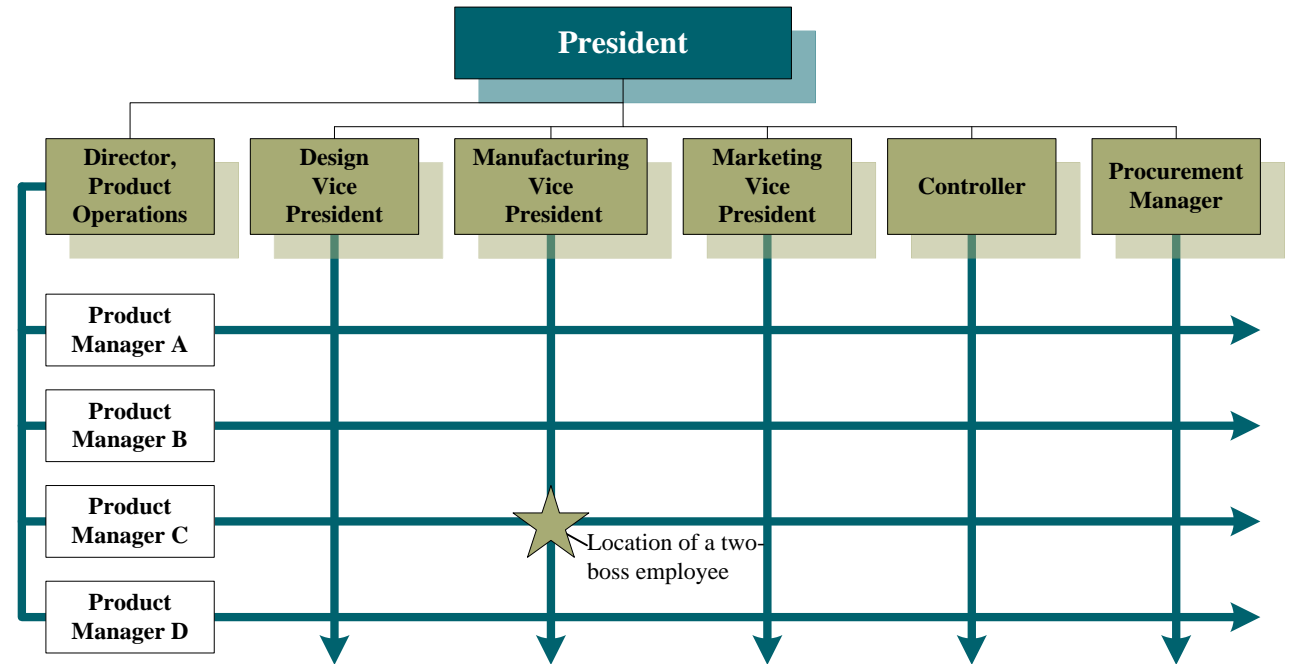 President
Director,
Product
Operations
Design
Vice
President
Manufacturing
Vice
President
Marketing
Vice
President
Controller
Procurement
Manager
Product
Manager A
Product
Manager B
Product
Manager C
Location of a two-
boss employee
Product
Manager D